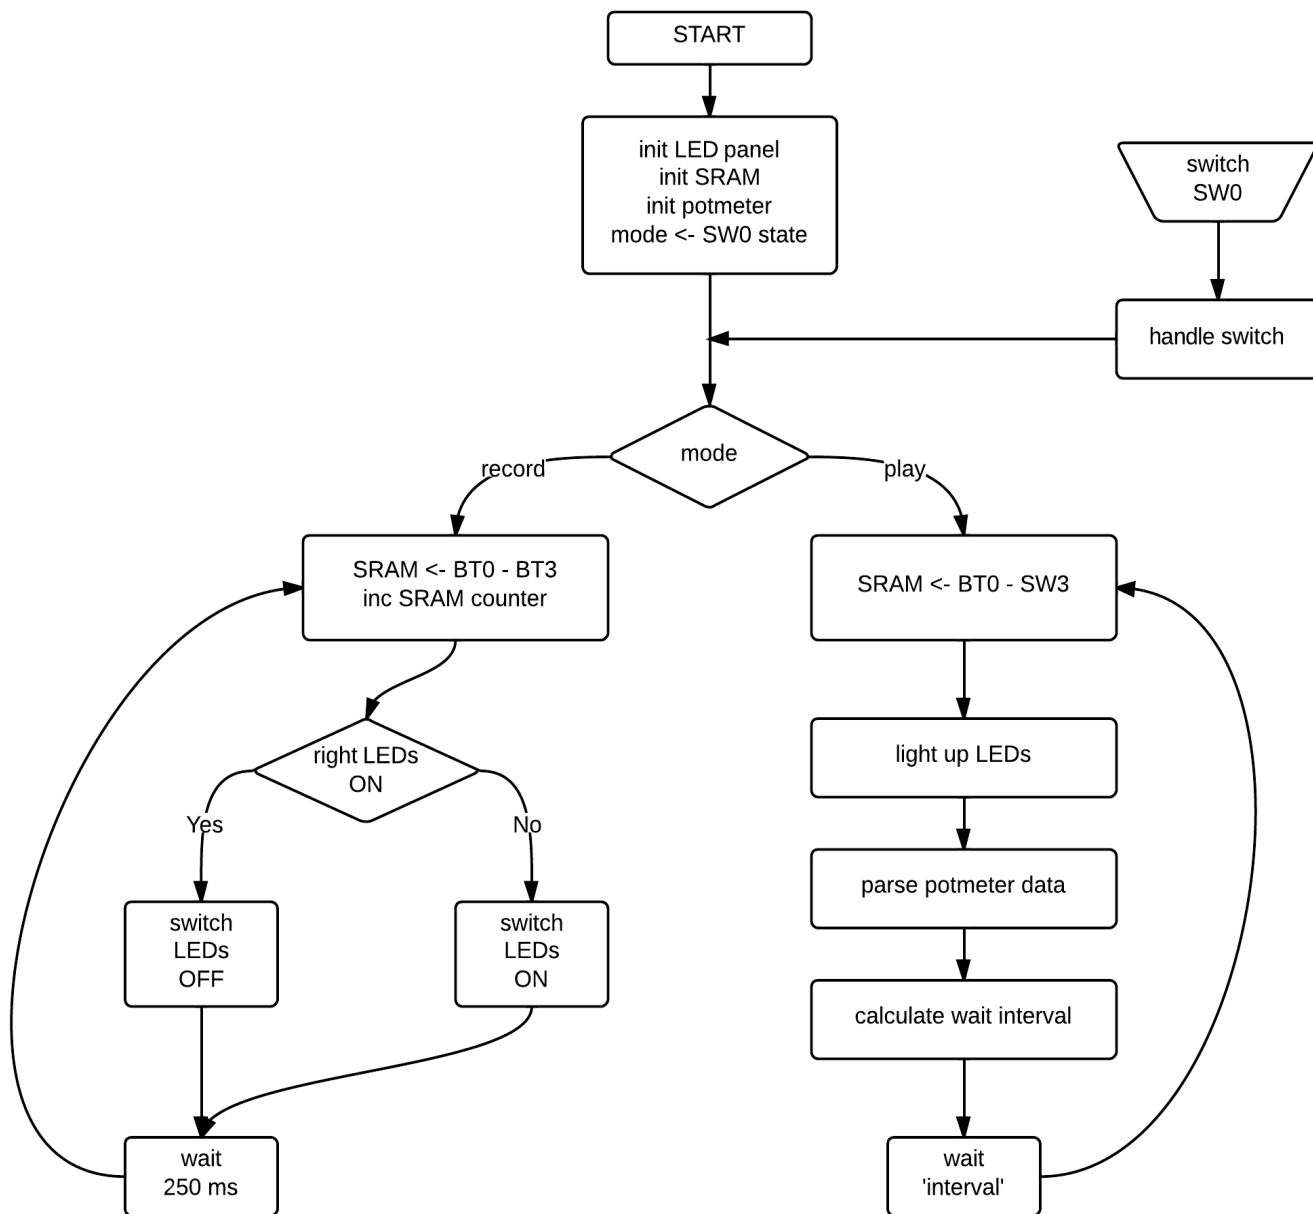 START
init LED panel
init SRAM
init potmeter
mode <- SW0 state
switch
SW0
handle switch
mode
record
play
SRAM <- BT0 - BT3
inc SRAM counter
SRAM <- BT0 - SW3
right LEDs
ON
light up LEDs
Yes
No
parse potmeter data
switch
LEDs
OFF
switch
LEDs
ON
calculate wait interval
wait
250 ms
wait
'interval'